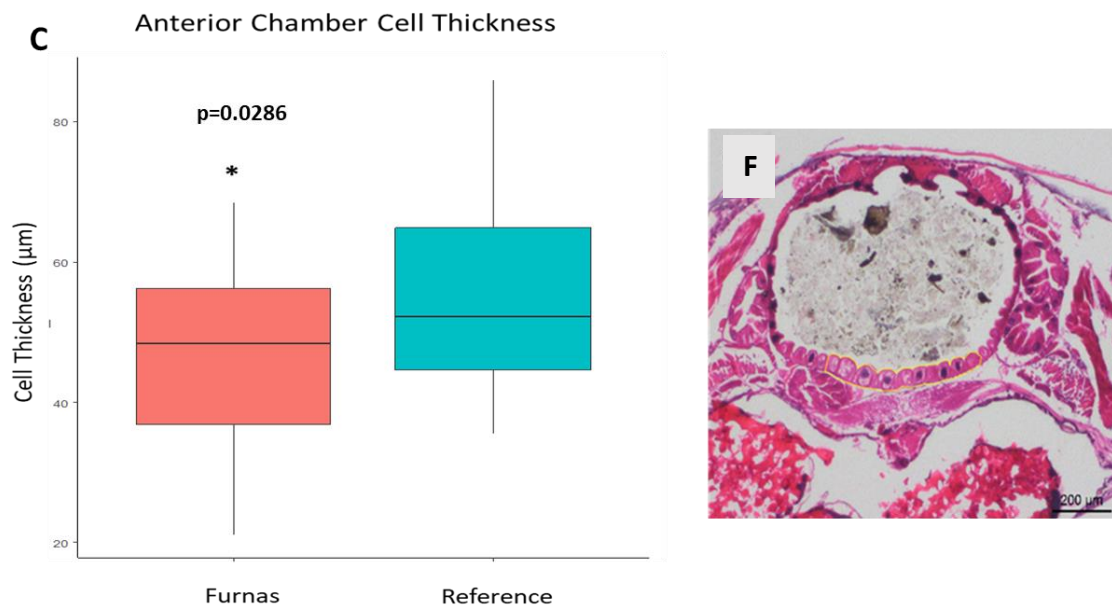 C
Anterior Chamber Cell Thickness
p=0.0286
*
80
60
40
20
Cell Thickness (µm)
Furnas
Reference
F
200 µm